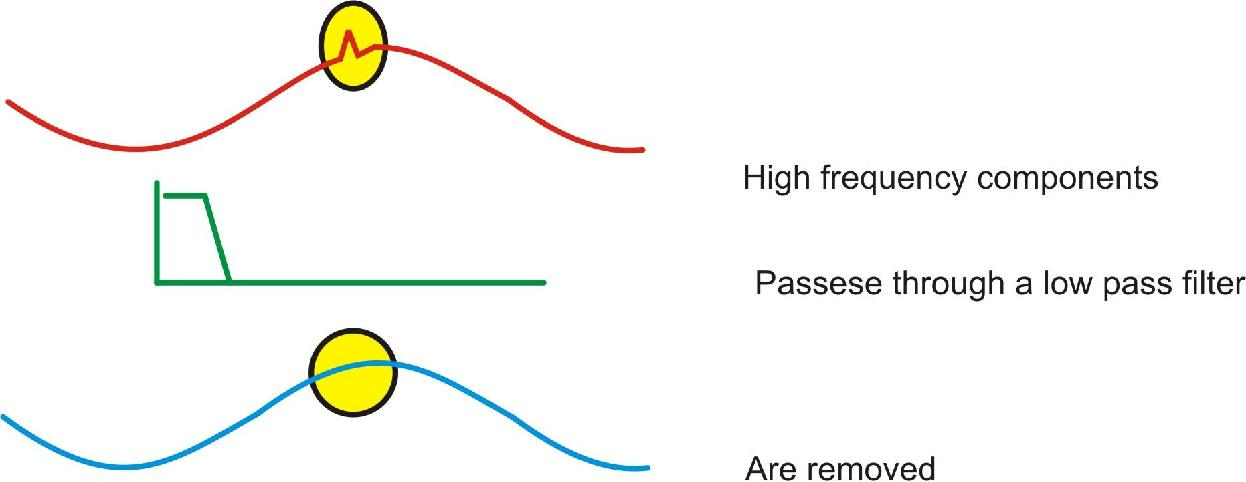 High frequency components
Passese through a low pass filter
Are removed